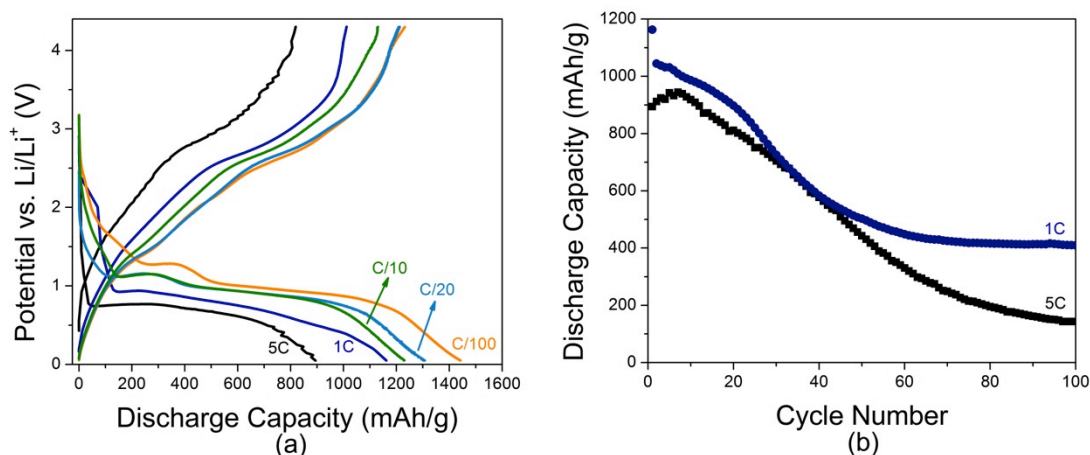 Potential vs. Li/Li⁺ (V)
4
3
2
1
0
C/10
C/20
C/100
5C
1C
0 200 400 600 800 1000 1200 1400 1600
Discharge Capacity (mAh/g)
(a)
Discharge Capacity (mAh/g)
1200
1000
800
600
400
200
0
1C
5C
0 20 40 60 80 100
Cycle Number
(b)